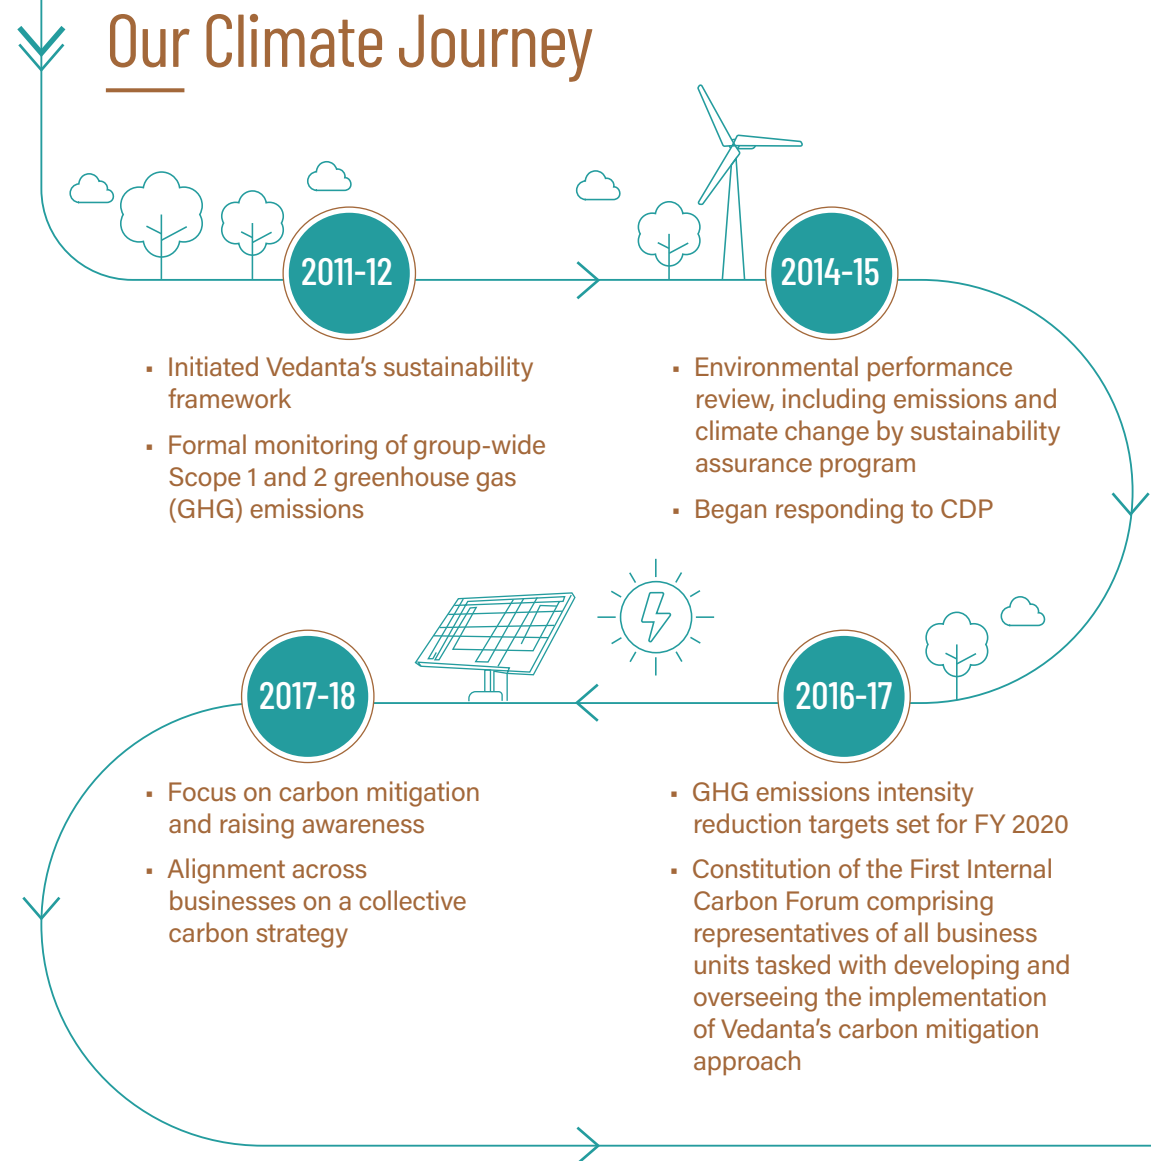 Our Climate Journey
2011-12
▪ Initiated Vedanta's sustainability
framework
▪ Formal monitoring of group-wide
Scope 1 and 2 greenhouse gas
(GHG) emissions
2014-15
▪ Environmental performance
review, including emissions and
climate change by sustainability
assurance program
▪ Began responding to CDP
2016-17
▪ GHG emissions intensity
reduction targets set for FY 2020
▪ Constitution of the First Internal
Carbon Forum comprising
representatives of all business
units tasked with developing and
overseeing the implementation
of Vedanta's carbon mitigation
approach
2017-18
▪ Focus on carbon mitigation
and raising awareness
▪ Alignment across
businesses on a collective
carbon strategy